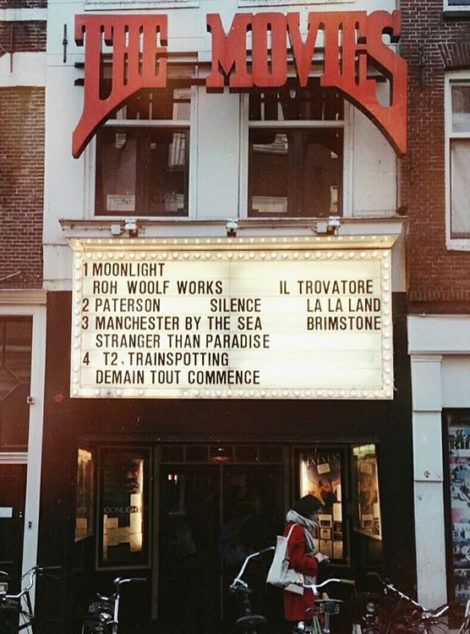 THE MOVIES
1 MOONLIGHT
ROH WOOLF WORKS IL TROVATORE
2 PATERSON SILENCE LA LA LAND
3 MANCHESTER BY THE SEA BRIMSTONE
STRANGER THAN PARADISE
4 T2. TRAINSPOTTING
DEMAIN TOUT COMMENCE
MOONLIGHT